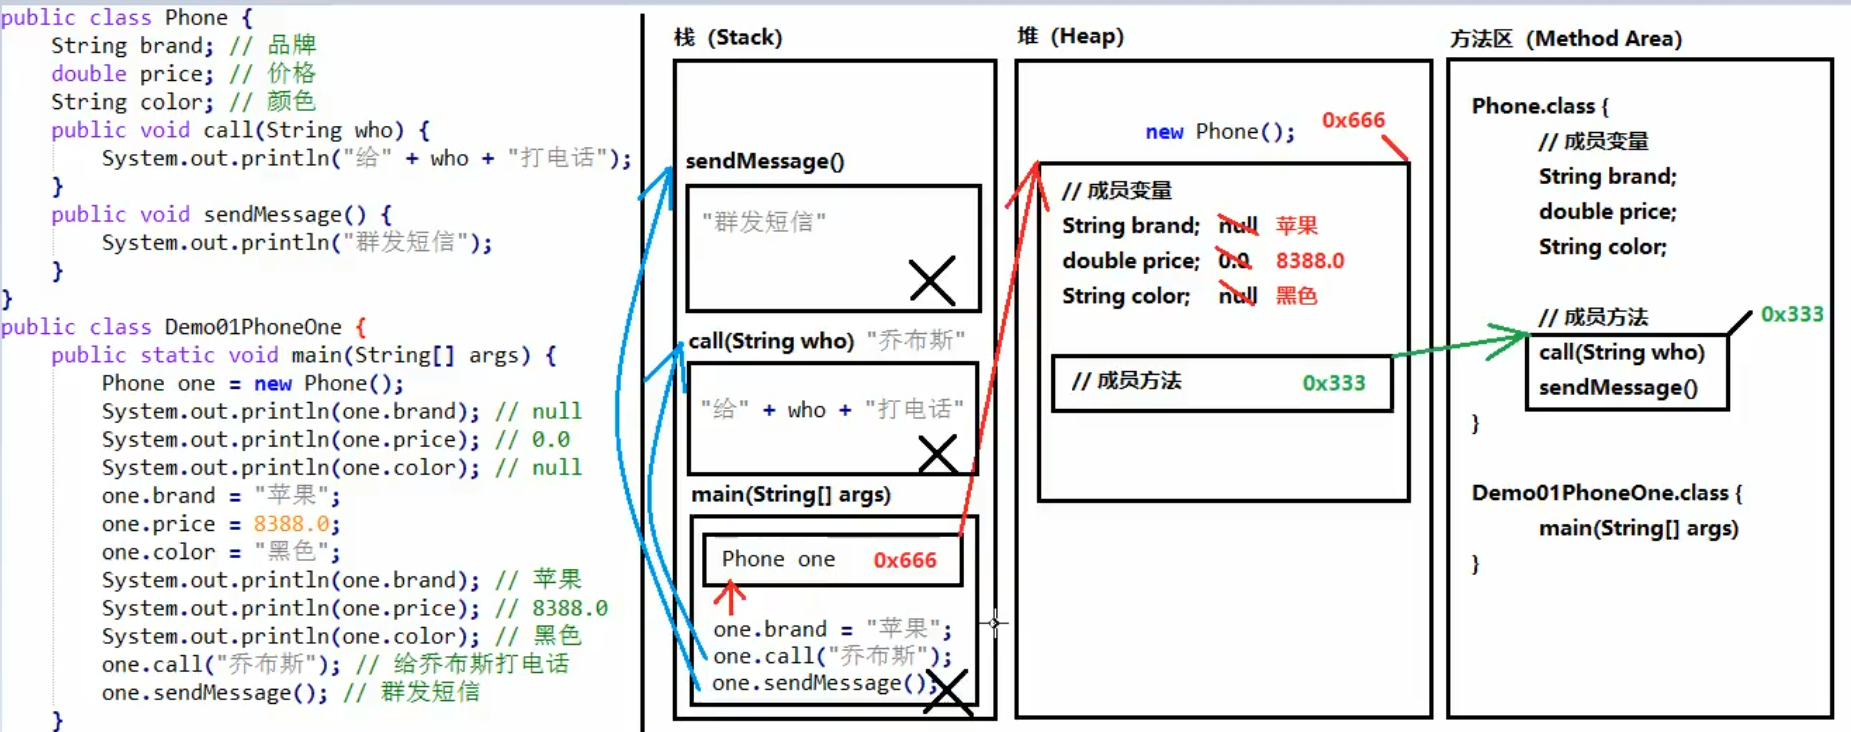 public class Phone {
String brand; // 品牌
double price; // 价格
String color; // 颜色
public void call(String who) {
System.out.println("给" + who + "打电话");
}
public void sendMessage() {
System.out.println("群发短信");
}
}
public class Demo01PhoneOne {
public static void main(String[] args) {
Phone one = new Phone();
System.out.println(one.brand); // null
System.out.println(one.price); // 0.0
System.out.println(one.color); // null
one.brand = "苹果";
one.price = 8388.0;
one.color = "黑色";
System.out.println(one.brand); // 苹果
System.out.println(one.price); // 8388.0
System.out.println(one.color); // 黑色
one.call("乔布斯"); // 给乔布斯打电话
one.sendMessage(); // 群发短信
}
栈（Stack)
sendMessage()
"群发短信"
call(String who) "乔布斯"
"给" + who + "打电话"
main(String[] args)
Phone one 0x666
one.brand = "苹果";
one.call("乔布斯");
one.sendMessage();
堆（Heap)
new Phone(); 0x666
// 成员变量
String brand; null 苹果
double price; 0.0 8388.0
String color; null 黑色
// 成员方法 0x333
方法区（Method Area)
Phone.class {
// 成员变量
String brand;
double price;
String color;
// 成员方法 0x333
call(String who)
sendMessage()
}
Demo01PhoneOne.class {
main(String[] args)
}